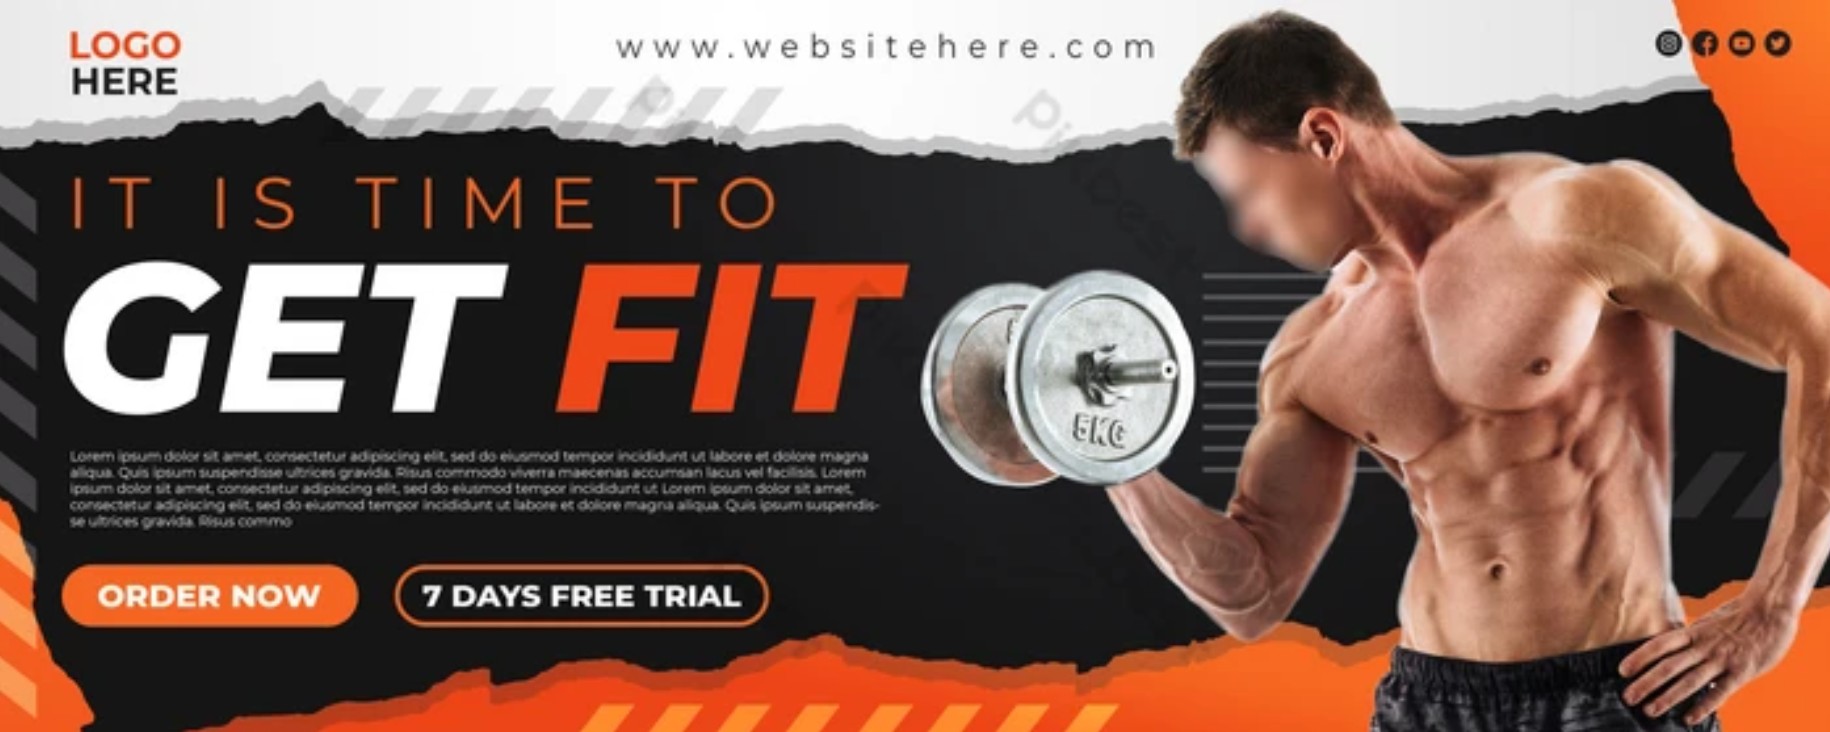 LOGO
HERE
www.websitehere.com
IT IS TIME TO
GET FIT
5KG
Lorem ipsum dolor sit amet, consectetur adipiscing elit, sed do eiusmod tempor incididunt ut labore et dolore magna
aliqua. Quis ipsum suspendisse ultrices gravida. Risus commodo viverra maecenas accumsan lacus vel facilisis. Lorem
ipsum dolor sit amet, consectetur adipiscing elit, sed do eiusmod tempor incididunt ut Lorem ipsum dolor sit amet,
consectetur adipiscing elit, sed do eiusmod tempor incididunt ut labore et dolore magna aliqua. Quis ipsum suspendis-
se ultrices gravida. Risus commo
ORDER NOW
7 DAYS FREE TRIAL